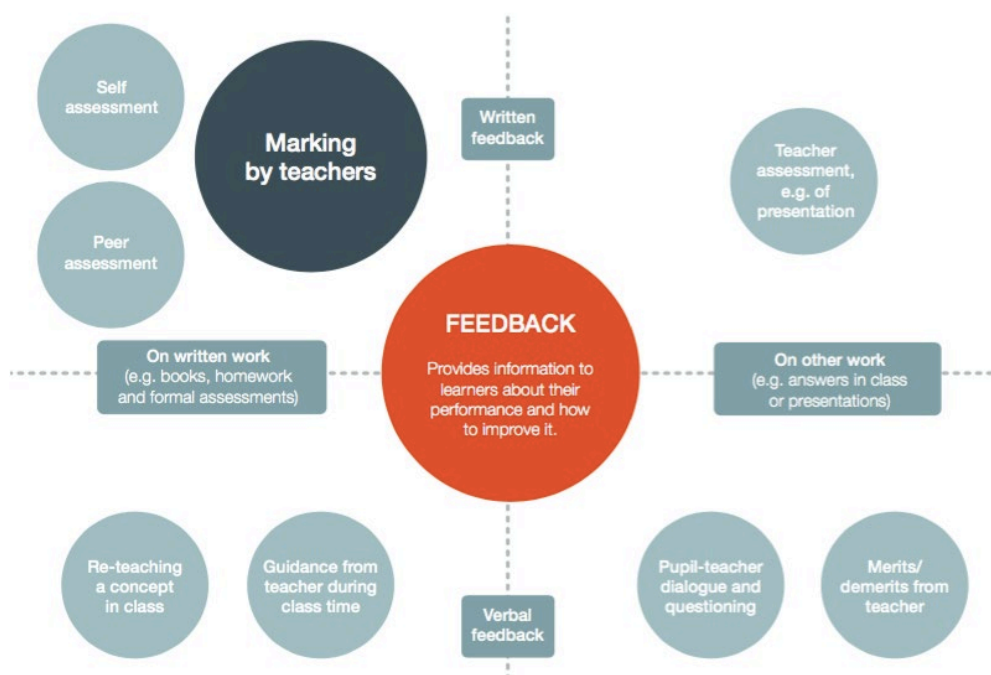 Self
assessment
Marking
by teachers
Written
feedback
Teacher
assessment,
e.g. of
presentation
Peer
assessment
FEEDBACK
Provides information to
learners about their
performance and how
to improve it.
On written work
(e.g. books, homework
and formal assessments)
On other work
(e.g. answers in class
or presentations)
Re-teaching
a concept
in class
Guidance from
teacher during
class time
Verbal
feedback
Pupil-teacher
dialogue and
questioning
Merits/
demerits from
teacher